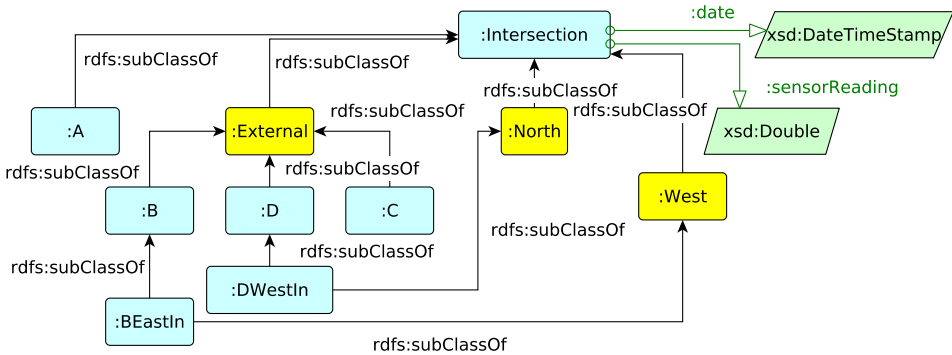 :date
:Intersection
xsd:DateTimeStamp
rdfs:subClassOf
rdfs:subClassOf
:sensorReading
rdfs:subClassOf
rdfs:subClassOf
rdfs:subClassOf
:A
:External
:North
xsd:Double
rdfs:subClassOf
rdfs:subClassOf
:B
:D
:C
:West
rdfs:subClassOf
rdfs:subClassOf
rdfs:subClassOf
:DWestIn
:BEastIn
rdfs:subClassOf